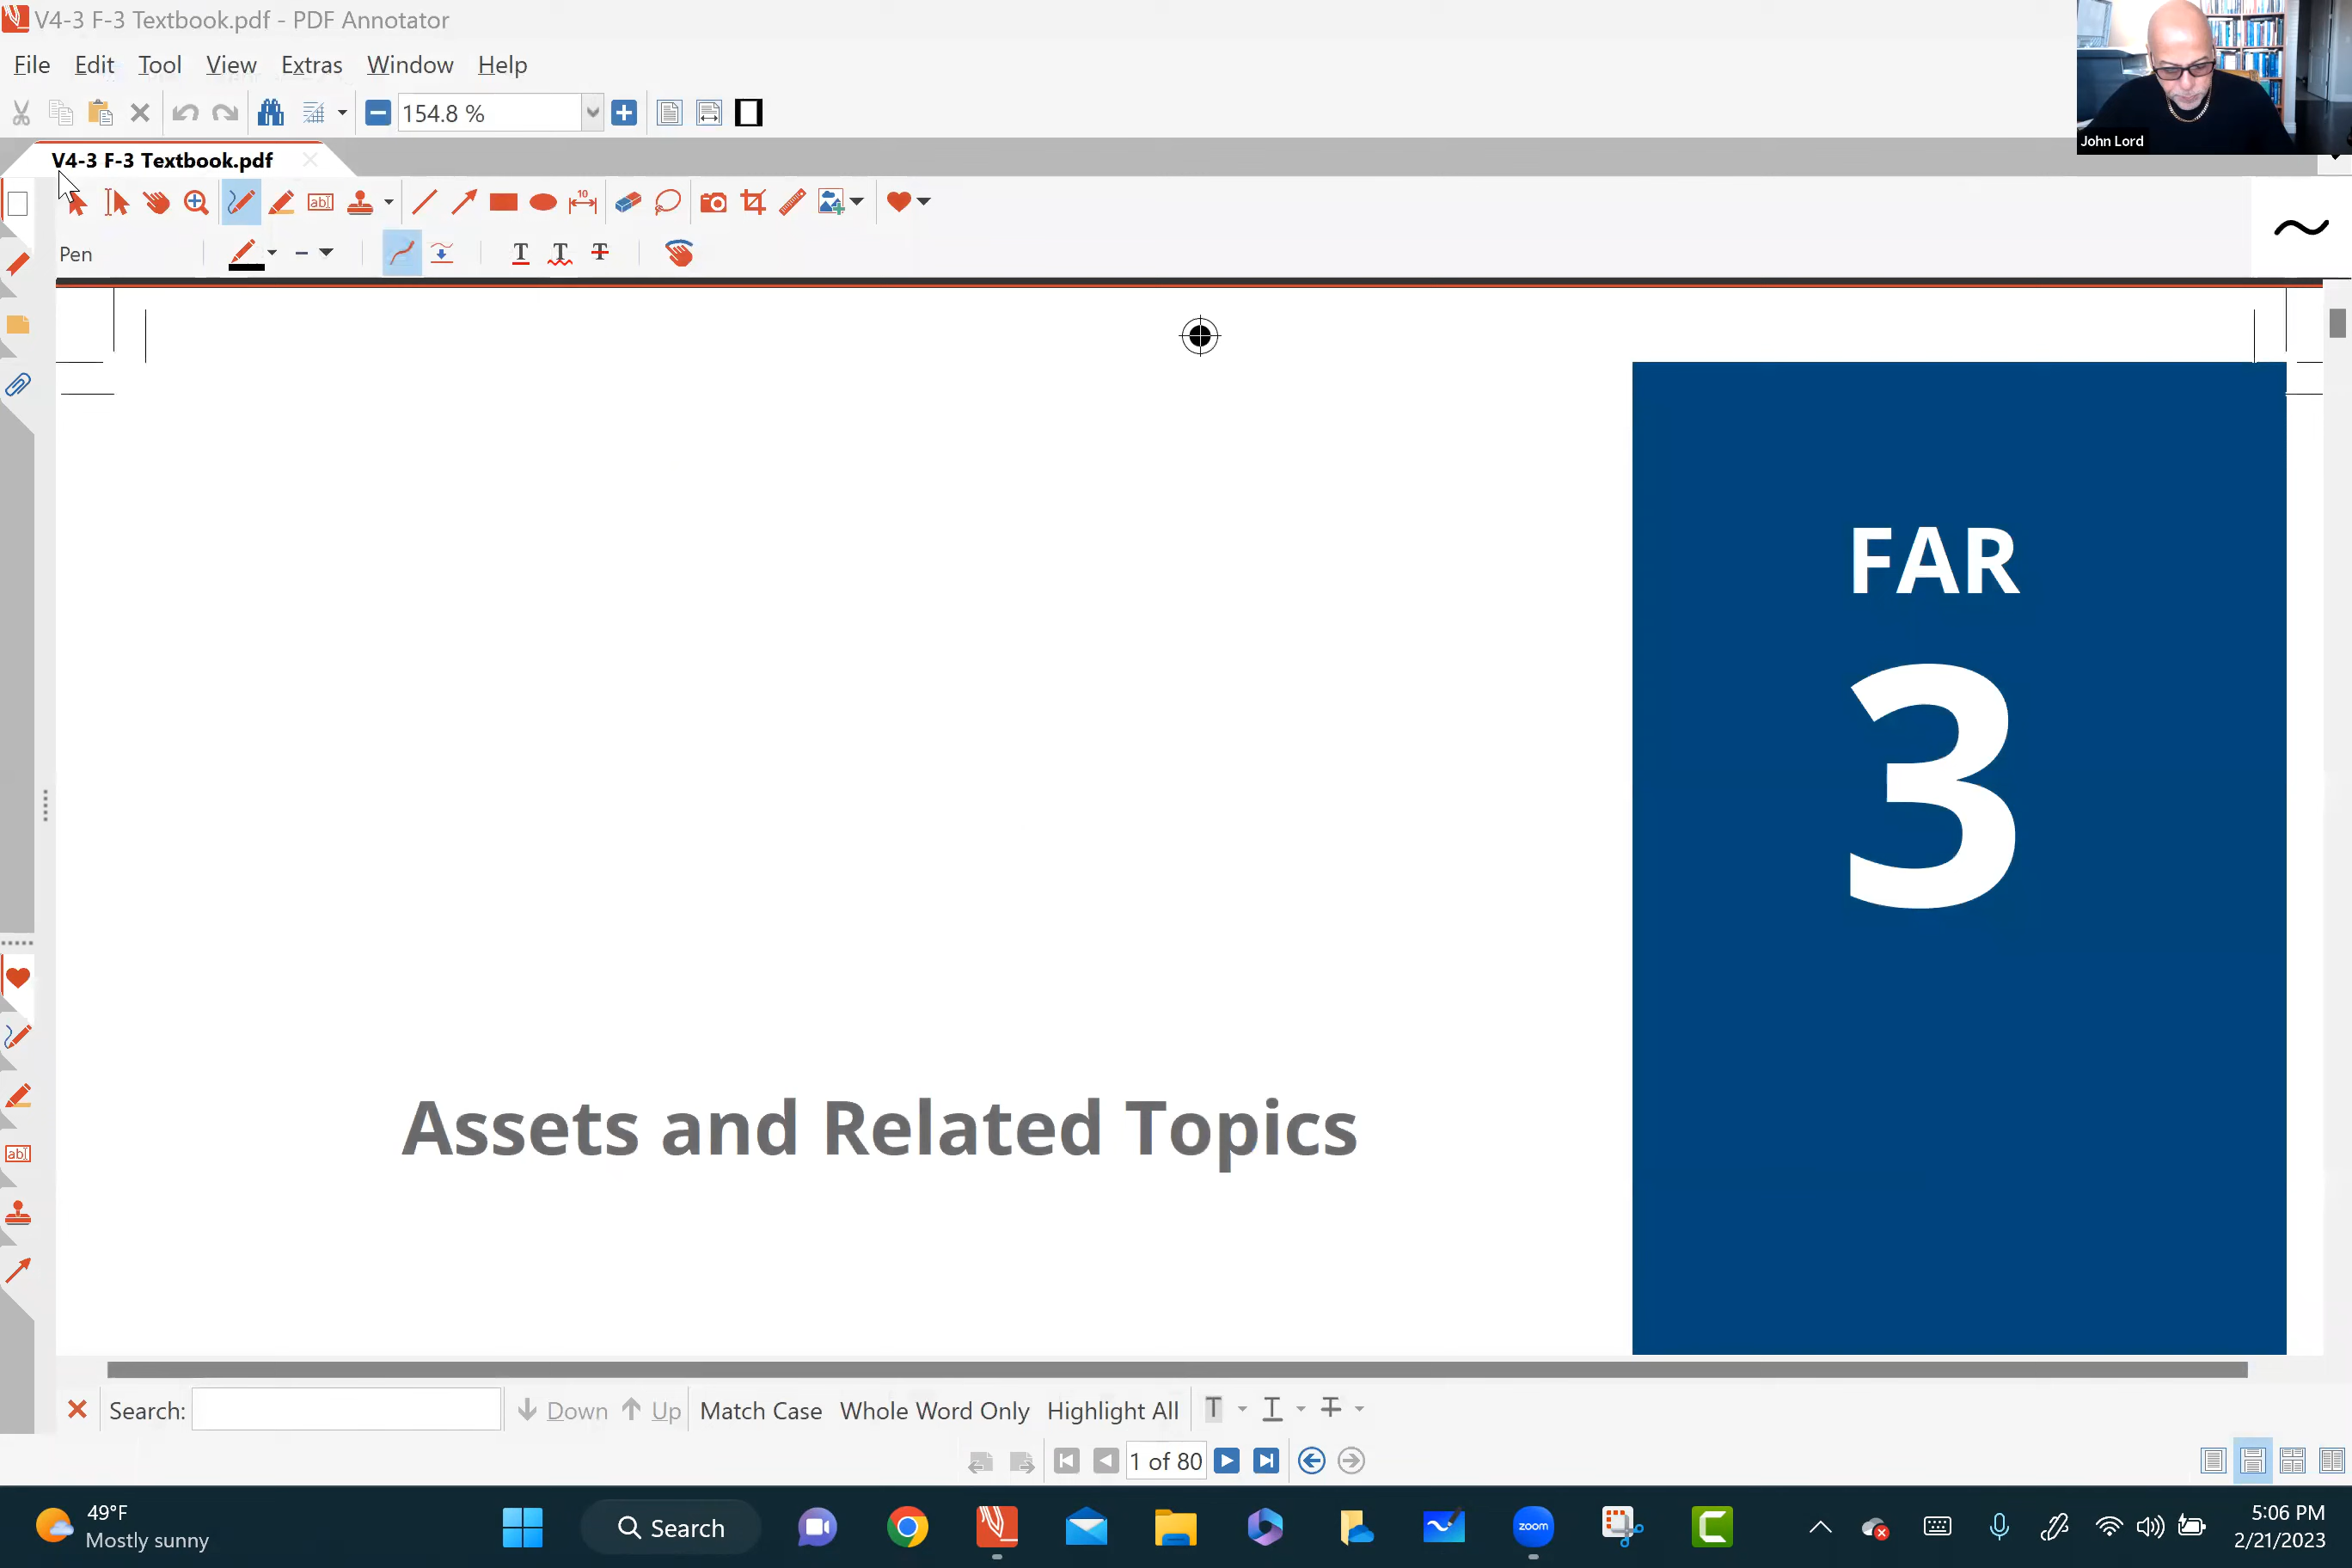 V4-3 F-3 Textbook.pdf - PDF Annotator
File Edit Tool View Extras Window Help
154.8 %
John Lord
V4-3 F-3 Textbook.pdf
Pen
FAR
3
Assets and Related Topics
Search: Down Up Match Case Whole Word Only Highlight All
1 of 80
49°F
Mostly sunny
Search
zoom
5:06 PM
2/21/2023